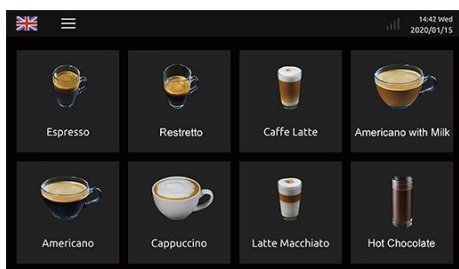 14:42 Wed
2020/01/15
Espresso
Restretto
Caffe Latte
Americano with Milk
Americano
Cappuccino
Latte Macchiato
Hot Chocolate